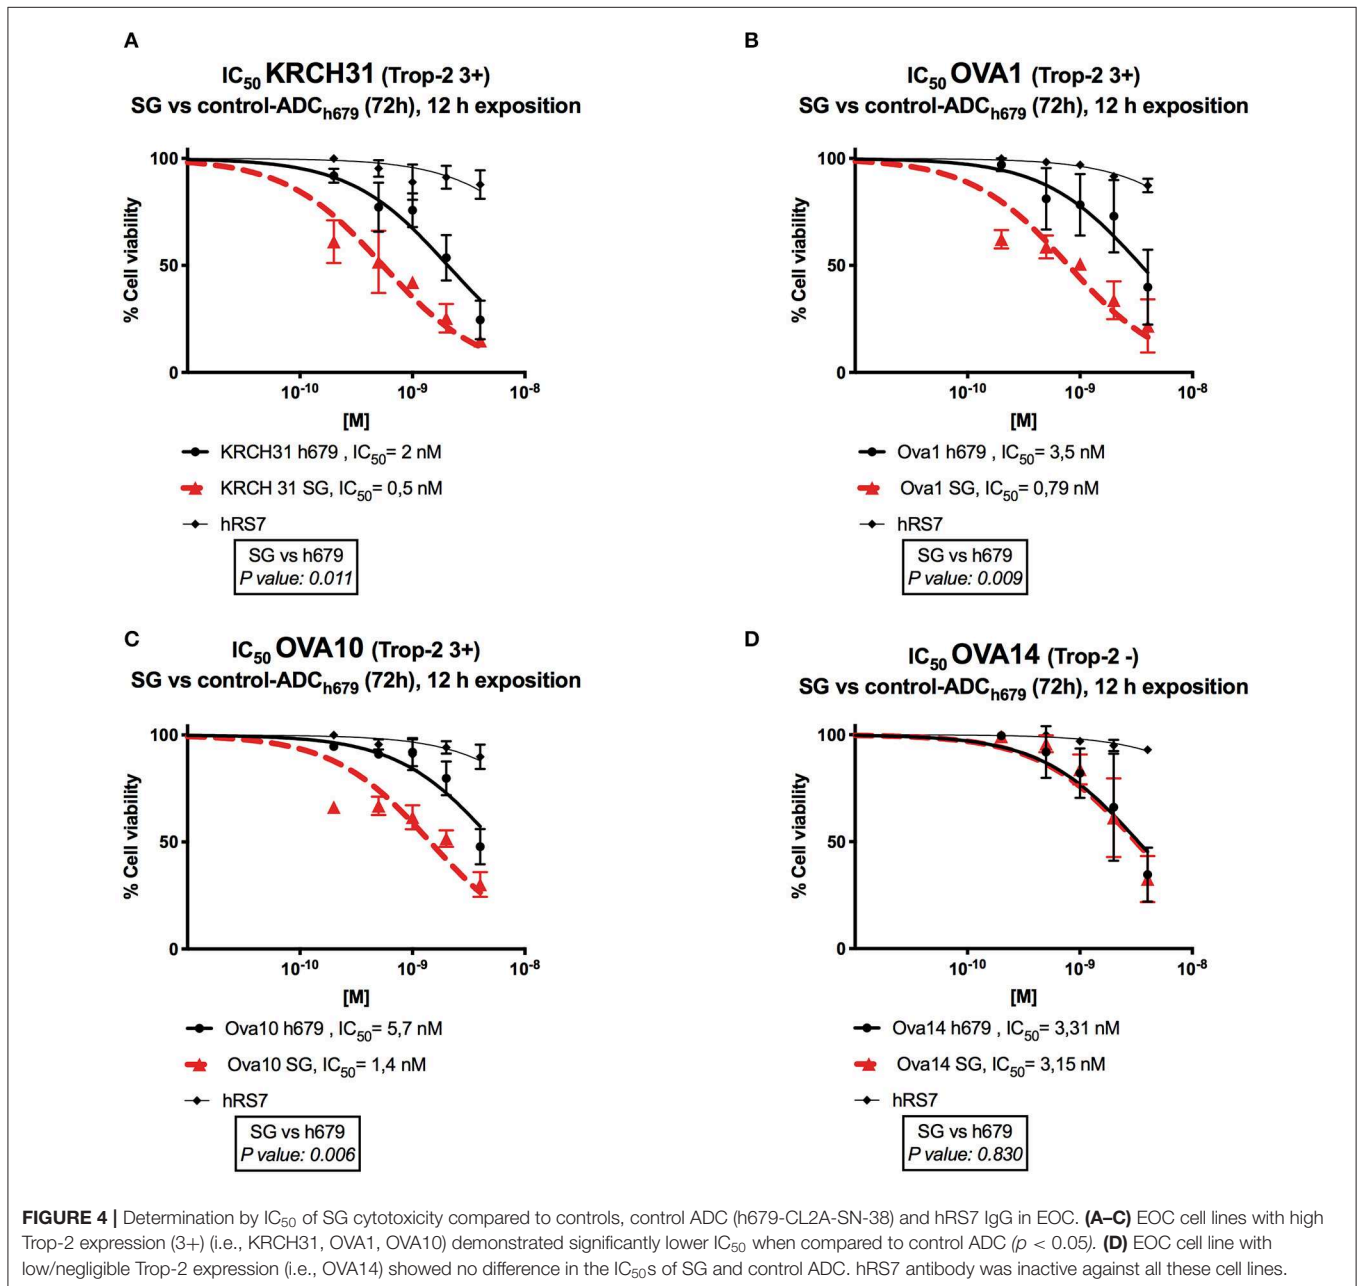 A
IC50 KRCH31 (Trop-2 3+)
SG vs control-ADCh679 (72h), 12 h exposition
% Cell viability
100
50
0
10-10
10-9
10-8
[M]
KRCH31 h679 , IC50= 2 nM
KRCH 31 SG, IC50= 0,5 nM
hRS7
SG vs h679
P value: 0.011
B
IC50 OVA1 (Trop-2 3+)
SG vs control-ADCh679 (72h), 12 h exposition
% Cell viability
100
50
0
10-10
10-9
10-8
[M]
Ova1 h679 , IC50= 3,5 nM
Ova1 SG, IC50= 0,79 nM
hRS7
SG vs h679
P value: 0.009
C
IC50 OVA10 (Trop-2 3+)
SG vs control-ADCh679 (72h), 12 h exposition
% Cell viability
100
50
0
10-10
10-9
10-8
[M]
Ova10 h679 , IC50= 5,7 nM
Ova10 SG, IC50= 1,4 nM
hRS7
SG vs h679
P value: 0.006
D
IC50 OVA14 (Trop-2 -)
SG vs control-ADCh679 (72h), 12 h exposition
% Cell viability
100
50
0
10-10
10-9
10-8
[M]
Ova14 h679 , IC50= 3,31 nM
Ova14 SG, IC50= 3,15 nM
hRS7
SG vs h679
P value: 0.830
FIGURE 4 | Determination by IC50 of SG cytotoxicity compared to controls, control ADC (h679-CL2A-SN-38) and hRS7 IgG in EOC. (A–C) EOC cell lines with high
Trop-2 expression (3+) (i.e., KRCH31, OVA1, OVA10) demonstrated significantly lower IC50 when compared to control ADC (p < 0.05). (D) EOC cell line with
low/negligible Trop-2 expression (i.e., OVA14) showed no difference in the IC50s of SG and control ADC. hRS7 antibody was inactive against all these cell lines.